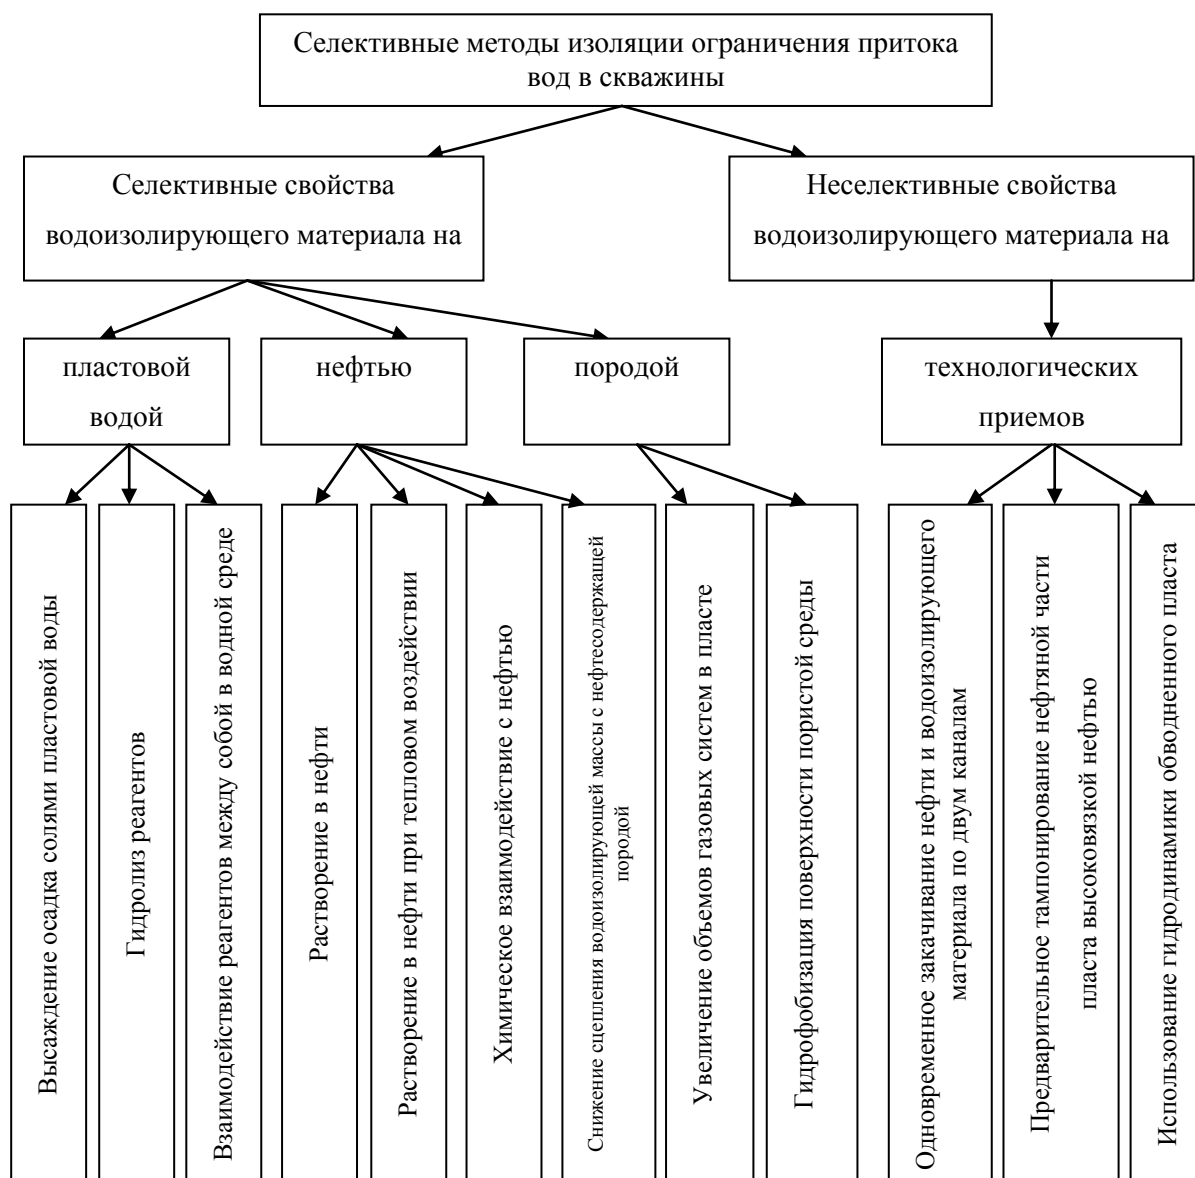 Селективные методы изоляции ограничения притока
вод в скважины
Селективные свойства
водоизолирующего материала на
Неселективные свойства
водоизолирующего материала на
пластовой
водой
нефтью
породой
технологических
приемов
Высаждение осадка солями пластовой воды
Гидролиз реагентов
Взаимодействие реагентов между собой в водной среде
Растворение в нефти
Растворение в нефти при тепловом воздействии
Химическое взаимодействие с нефтью
Снижение сцепления водоизолирующей массы с нефтесодержащей
породой
Увеличение объемов газовых систем в пласте
Гидрофобизация поверхности пористой среды
Одновременное закачивание нефти и водоизолирующего
материала по двум каналам
Предварительное тампонирование нефтяной части
пласта высоковязкой нефтью
Использование гидродинамики обводненного пласта